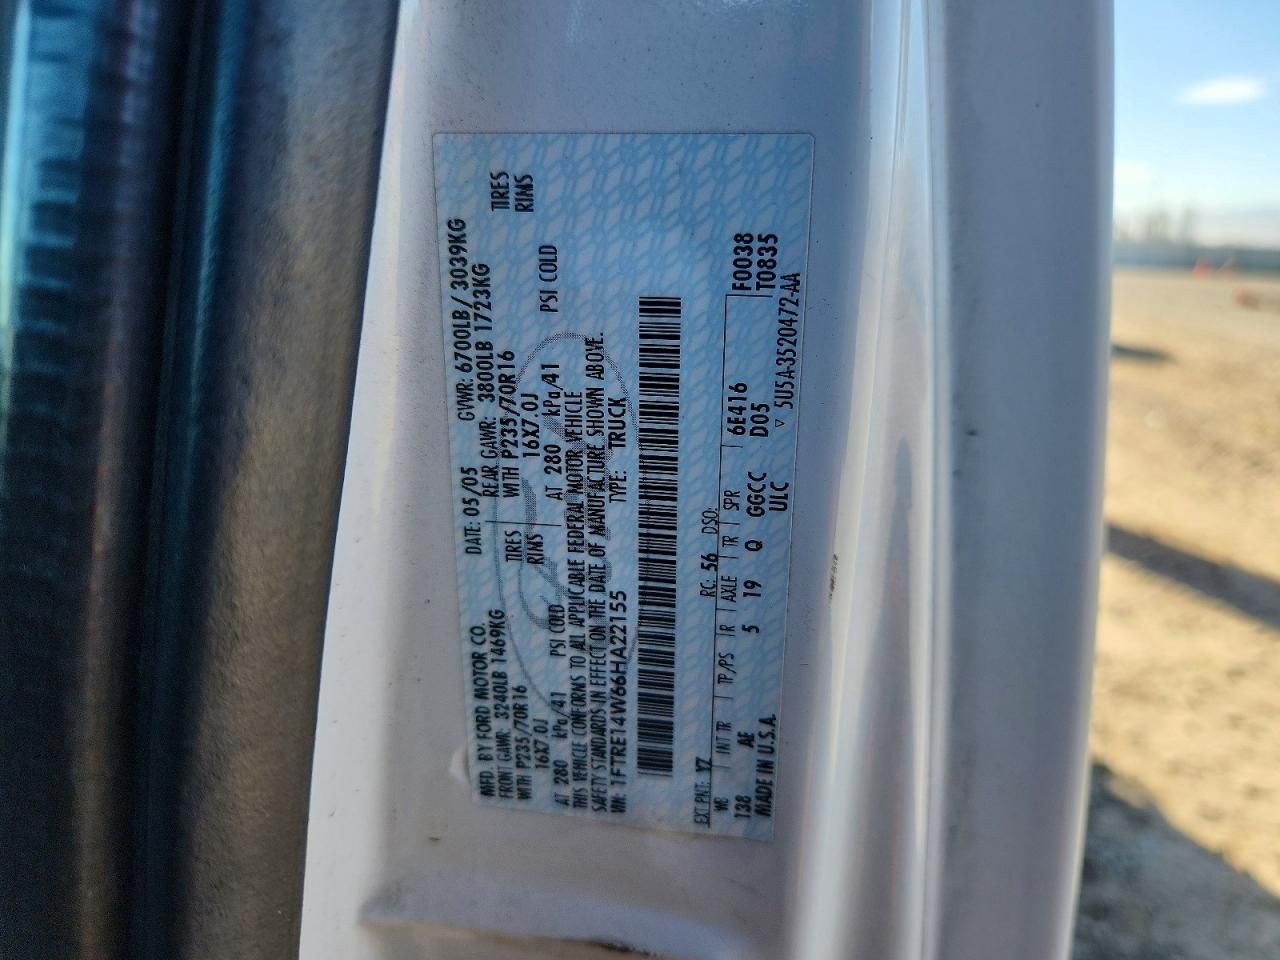 MFD. BY FORD MOTOR CO.
DATE: 05/05 GVWR: 6700LB / 3039KG
FRONT GAWR: 3240LB 1469KG REAR GAWR: 3800LB 1723KG
WITH P235/70R16 TIRES WITH P235/70R16 TIRES
16X7.0J RIMS 16X7.0J RIMS
AT 280 kPa/41 PSI COLD AT 280 kPa/41 PSI COLD
THIS VEHICLE CONFORMS TO ALL APPLICABLE FEDERAL MOTOR VEHICLE
SAFETY STANDARDS IN EFFECT ON THE DATE OF MANUFACTURE SHOWN ABOVE.
VIN: 1FTRE14W66HA22155 TYPE: TRUCK
EXT PNT: YZ RC: 56 DSO:
WB INT TR TP/PS R AXLE TR SPR
138 AE 5 19 Q GGCC 6E416 F0038
MADE IN U.S.A. ULC D05 T0835
▽ 5U5A-3520472-AA